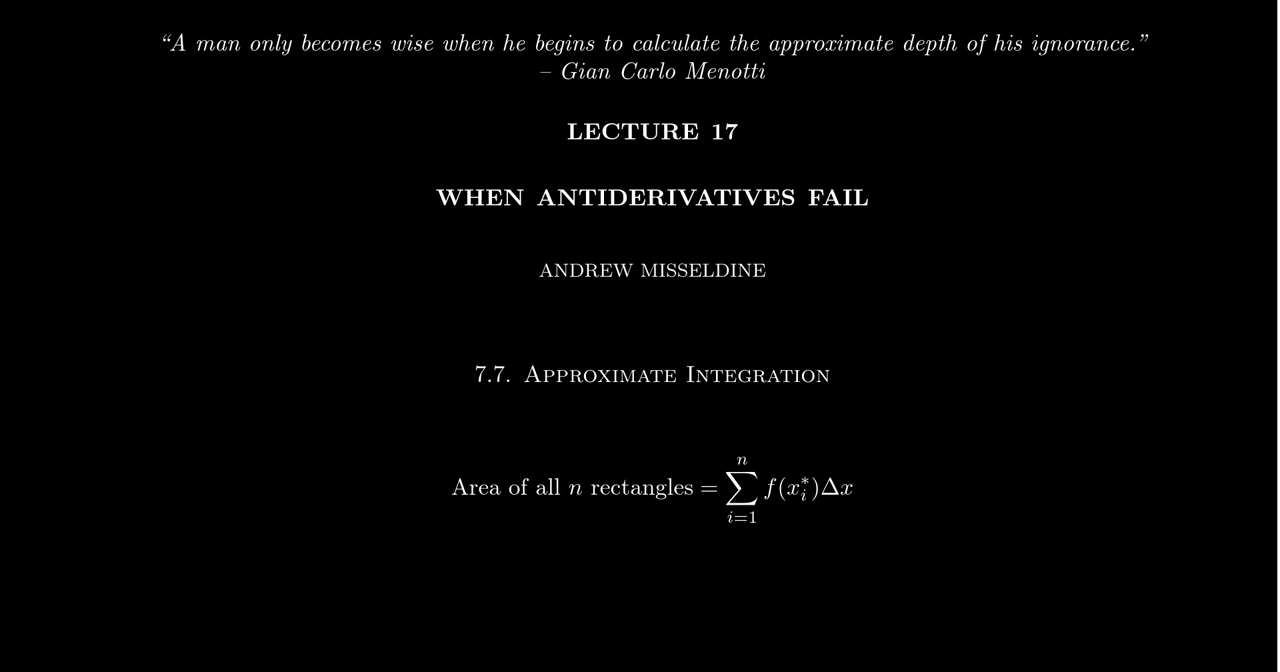 “A man only becomes wise when he begins to calculate the approximate depth of his ignorance.”
– Gian Carlo Menotti
LECTURE 17
WHEN ANTIDERIVATIVES FAIL
ANDREW MISSELDINE
7.7. Approximate Integration
Area of all n rectangles = \sum_{i=1}^{n} f(x_i^*)Δx